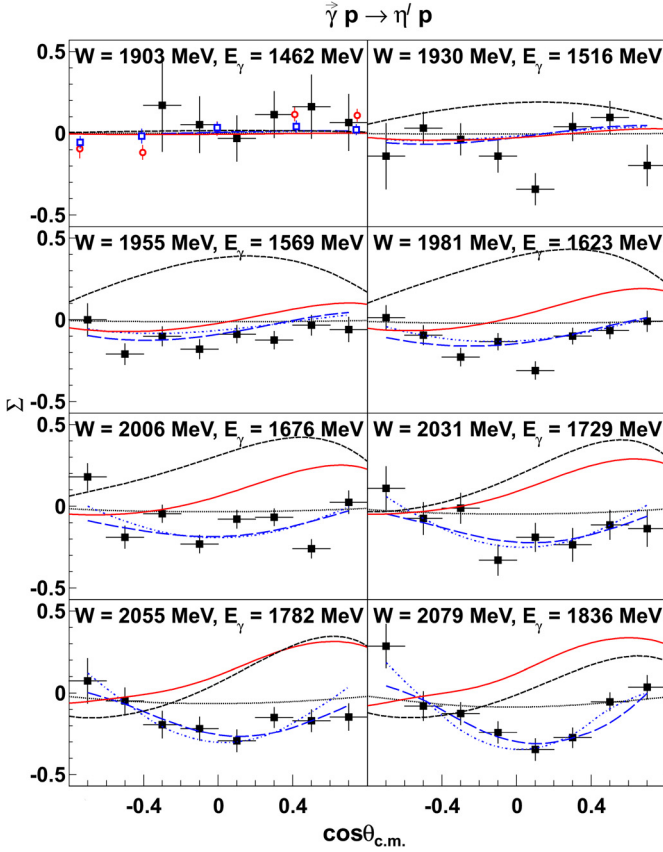 γ⃗ p → η′ p
W = 1903 MeV, Eγ = 1462 MeV
W = 1930 MeV, Eγ = 1516 MeV
0.5
0
-0.5
W = 1955 MeV, Eγ = 1569 MeV
W = 1981 MeV, Eγ = 1623 MeV
0.5
0
-0.5
Σ
W = 2006 MeV, Eγ = 1676 MeV
W = 2031 MeV, Eγ = 1729 MeV
0.5
0
-0.5
W = 2055 MeV, Eγ = 1782 MeV
W = 2079 MeV, Eγ = 1836 MeV
0.5
0
-0.5
-0.4 0 0.4 -0.4 0 0.4
cosθc.m.